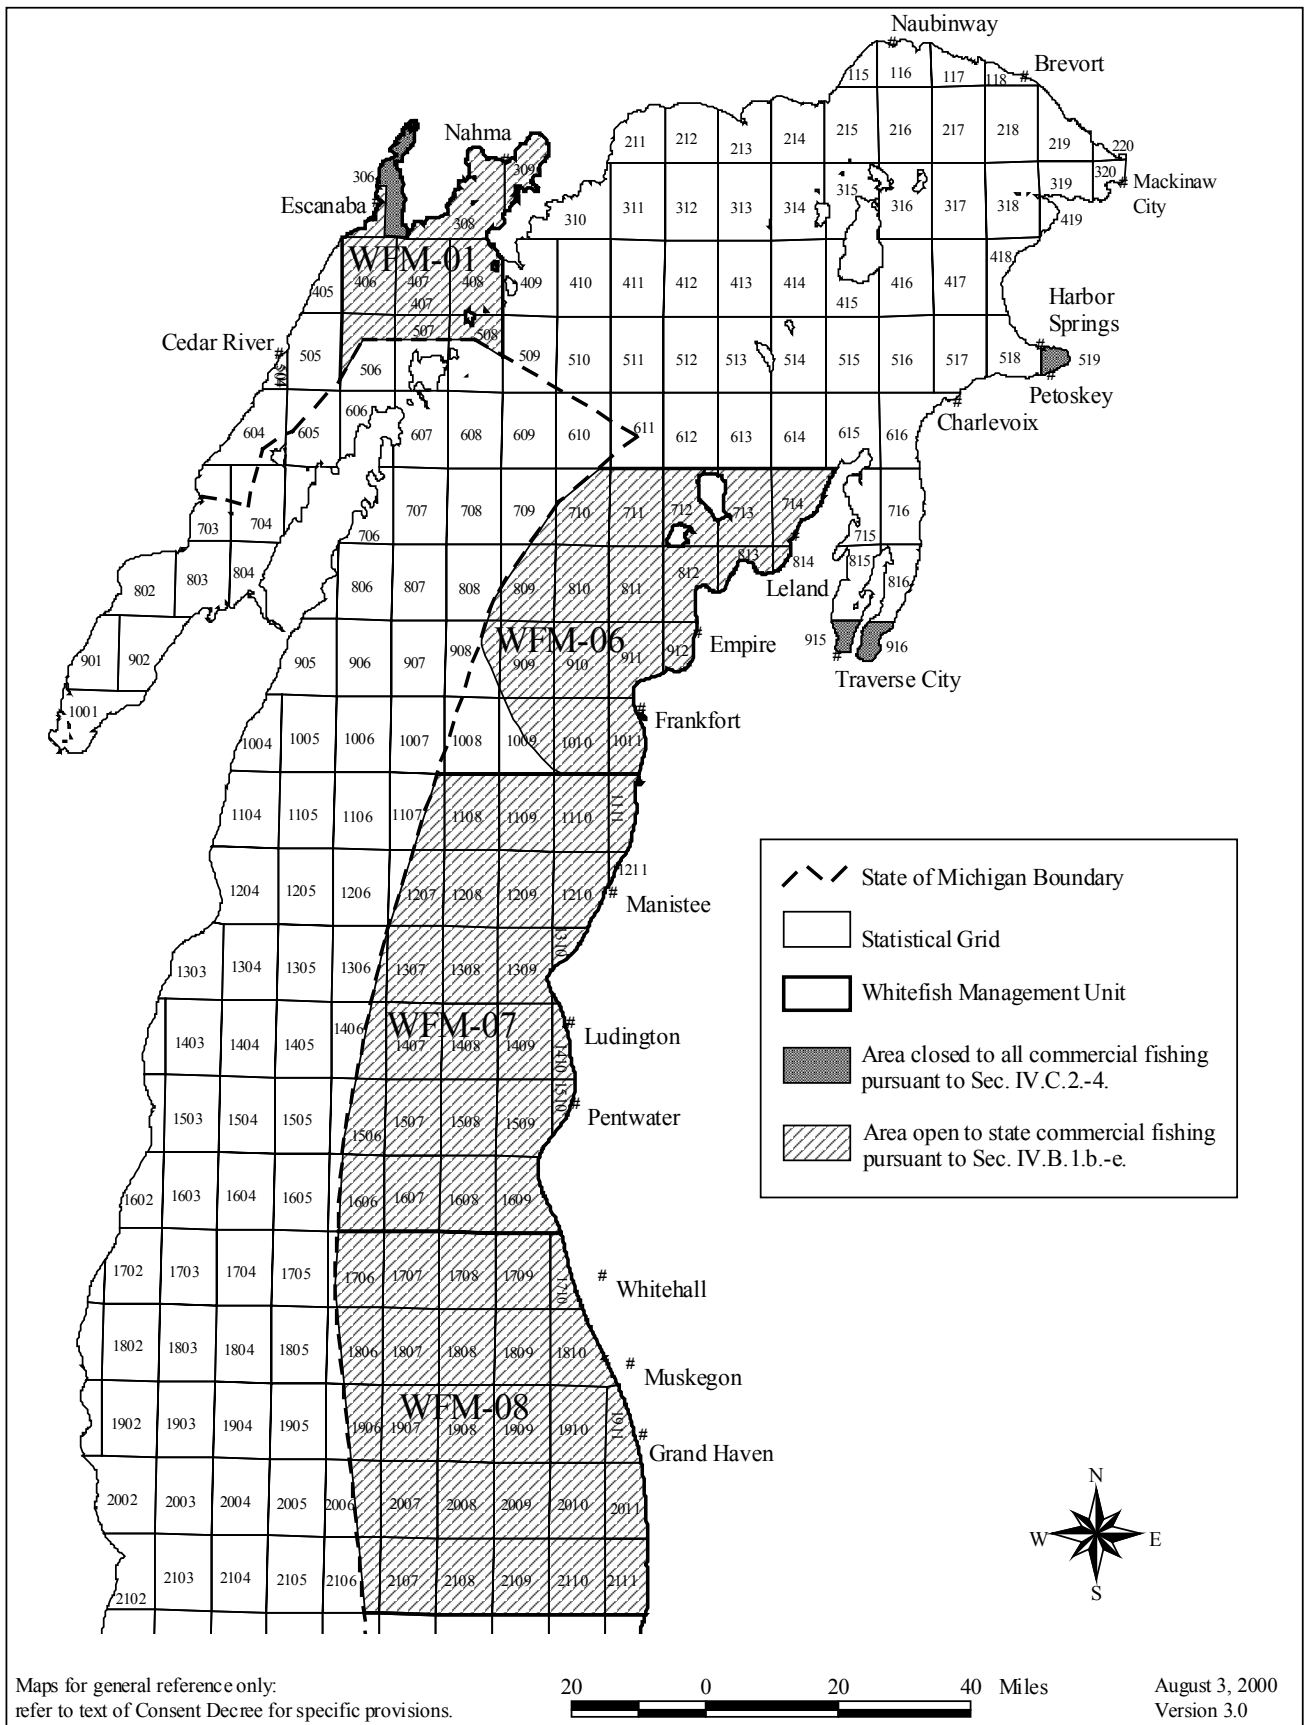 Naubinway
Brevort
115 116 117 118
Nahma
211 212 213 214 215 216 217 218 219 220
306 309 320 Mackinaw
City
Escanaba 308 310 311 312 313 314 315 316 317 318 319 419
WFM-01
405 406 407 408 409 410 411 412 413 414 415 416 417 418
407
Harbor
Springs
Cedar River
504 505 506 507 508 509 510 511 512 513 514 515 516 517 518 519
Petoskey
Charlevoix
604 605 606 607 608 609 610 611 612 613 614 615 616
703 704 706 707 708 709 710 711 712 713 714 715 716
802 803 804 806 807 808 809 810 811 812 813 814 815 816
Leland
WFM-06
901 902 905 906 907 908 909 910 911 912 Empire 915 916
Traverse City
1001 Frankfort
1004 1005 1006 1007 1008 1009 1010 1011
1104 1105 1106 1107 1108 1109 1110 1111
1204 1205 1206 1207 1208 1209 1210 1211
Manistee
1303 1304 1305 1306 1307 1308 1309 1310
WFM-07
Ludington
1403 1404 1405 1406 1407 1408 1409 1410
1503 1504 1505 1506 1507 1508 1509 1510
Pentwater
1602 1603 1604 1605 1606 1607 1608 1609
1702 1703 1704 1705 1706 1707 1708 1709 1710
Whitehall
1802 1803 1804 1805 1806 1807 1808 1809 1810
Muskegon
WFM-08
1902 1903 1904 1905 1906 1907 1908 1909 1910 1911
Grand Haven
2002 2003 2004 2005 2006 2007 2008 2009 2010 2011
2102 2103 2104 2105 2106 2107 2108 2109 2110 2111
State of Michigan Boundary
Statistical Grid
Whitefish Management Unit
Area closed to all commercial fishing
pursuant to Sec. IV.C.2.-4.
Area open to state commercial fishing
pursuant to Sec. IV.B.1.b.-e.
N
W E
S
Maps for general reference only:
refer to text of Consent Decree for specific provisions.
20 0 20 40 Miles
August 3, 2000
Version 3.0